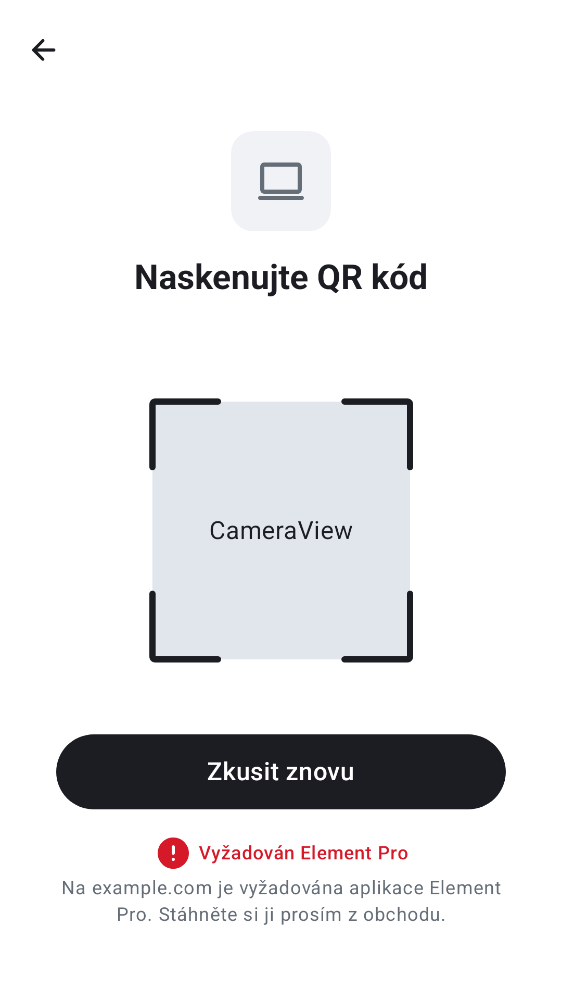 Naskenujte QR kód
CameraView
Zkusit znovu
Vyžadován Element Pro
Na example.com je vyžadována aplikace Element
Pro. Stáhněte si ji prosím z obchodu.